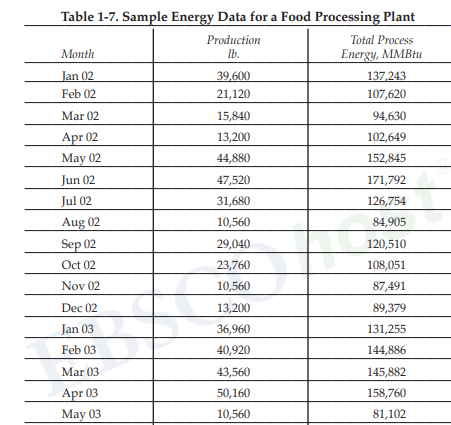 Table 1-7. Sample Energy Data for a Food Processing Plant
Production Total Process
Month lb. Energy, MMBtu
Jan 02 39,600 137,243
Feb 02 21,120 107,620
Mar 02 15,840 94,630
Apr 02 13,200 102,649
May 02 44,880 152,845
Jun 02 47,520 171,792
Jul 02 31,680 126,754
Aug 02 10,560 84,905
Sep 02 29,040 120,510
Oct 02 23,760 108,051
Nov 02 10,560 87,491
Dec 02 13,200 89,379
Jan 03 36,960 131,255
Feb 03 40,920 144,886
Mar 03 43,560 145,882
Apr 03 50,160 158,760
May 03 10,560 81,102
EBSCOhost®